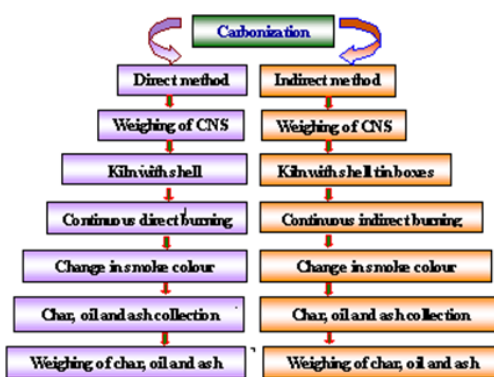 Carbonization
Direct method
Indirect method
Weighing of CNS
Weighing of CNS
Kiln with shell
Kiln with shell tin boxes
Continuous direct burning
Continuous indirect burning
Change in smoke colour
Change in smoke colour
Char, oil and ash collection
Char, oil and ash collection
Weighing of char, oil and ash
Weighing of char, oil and ash